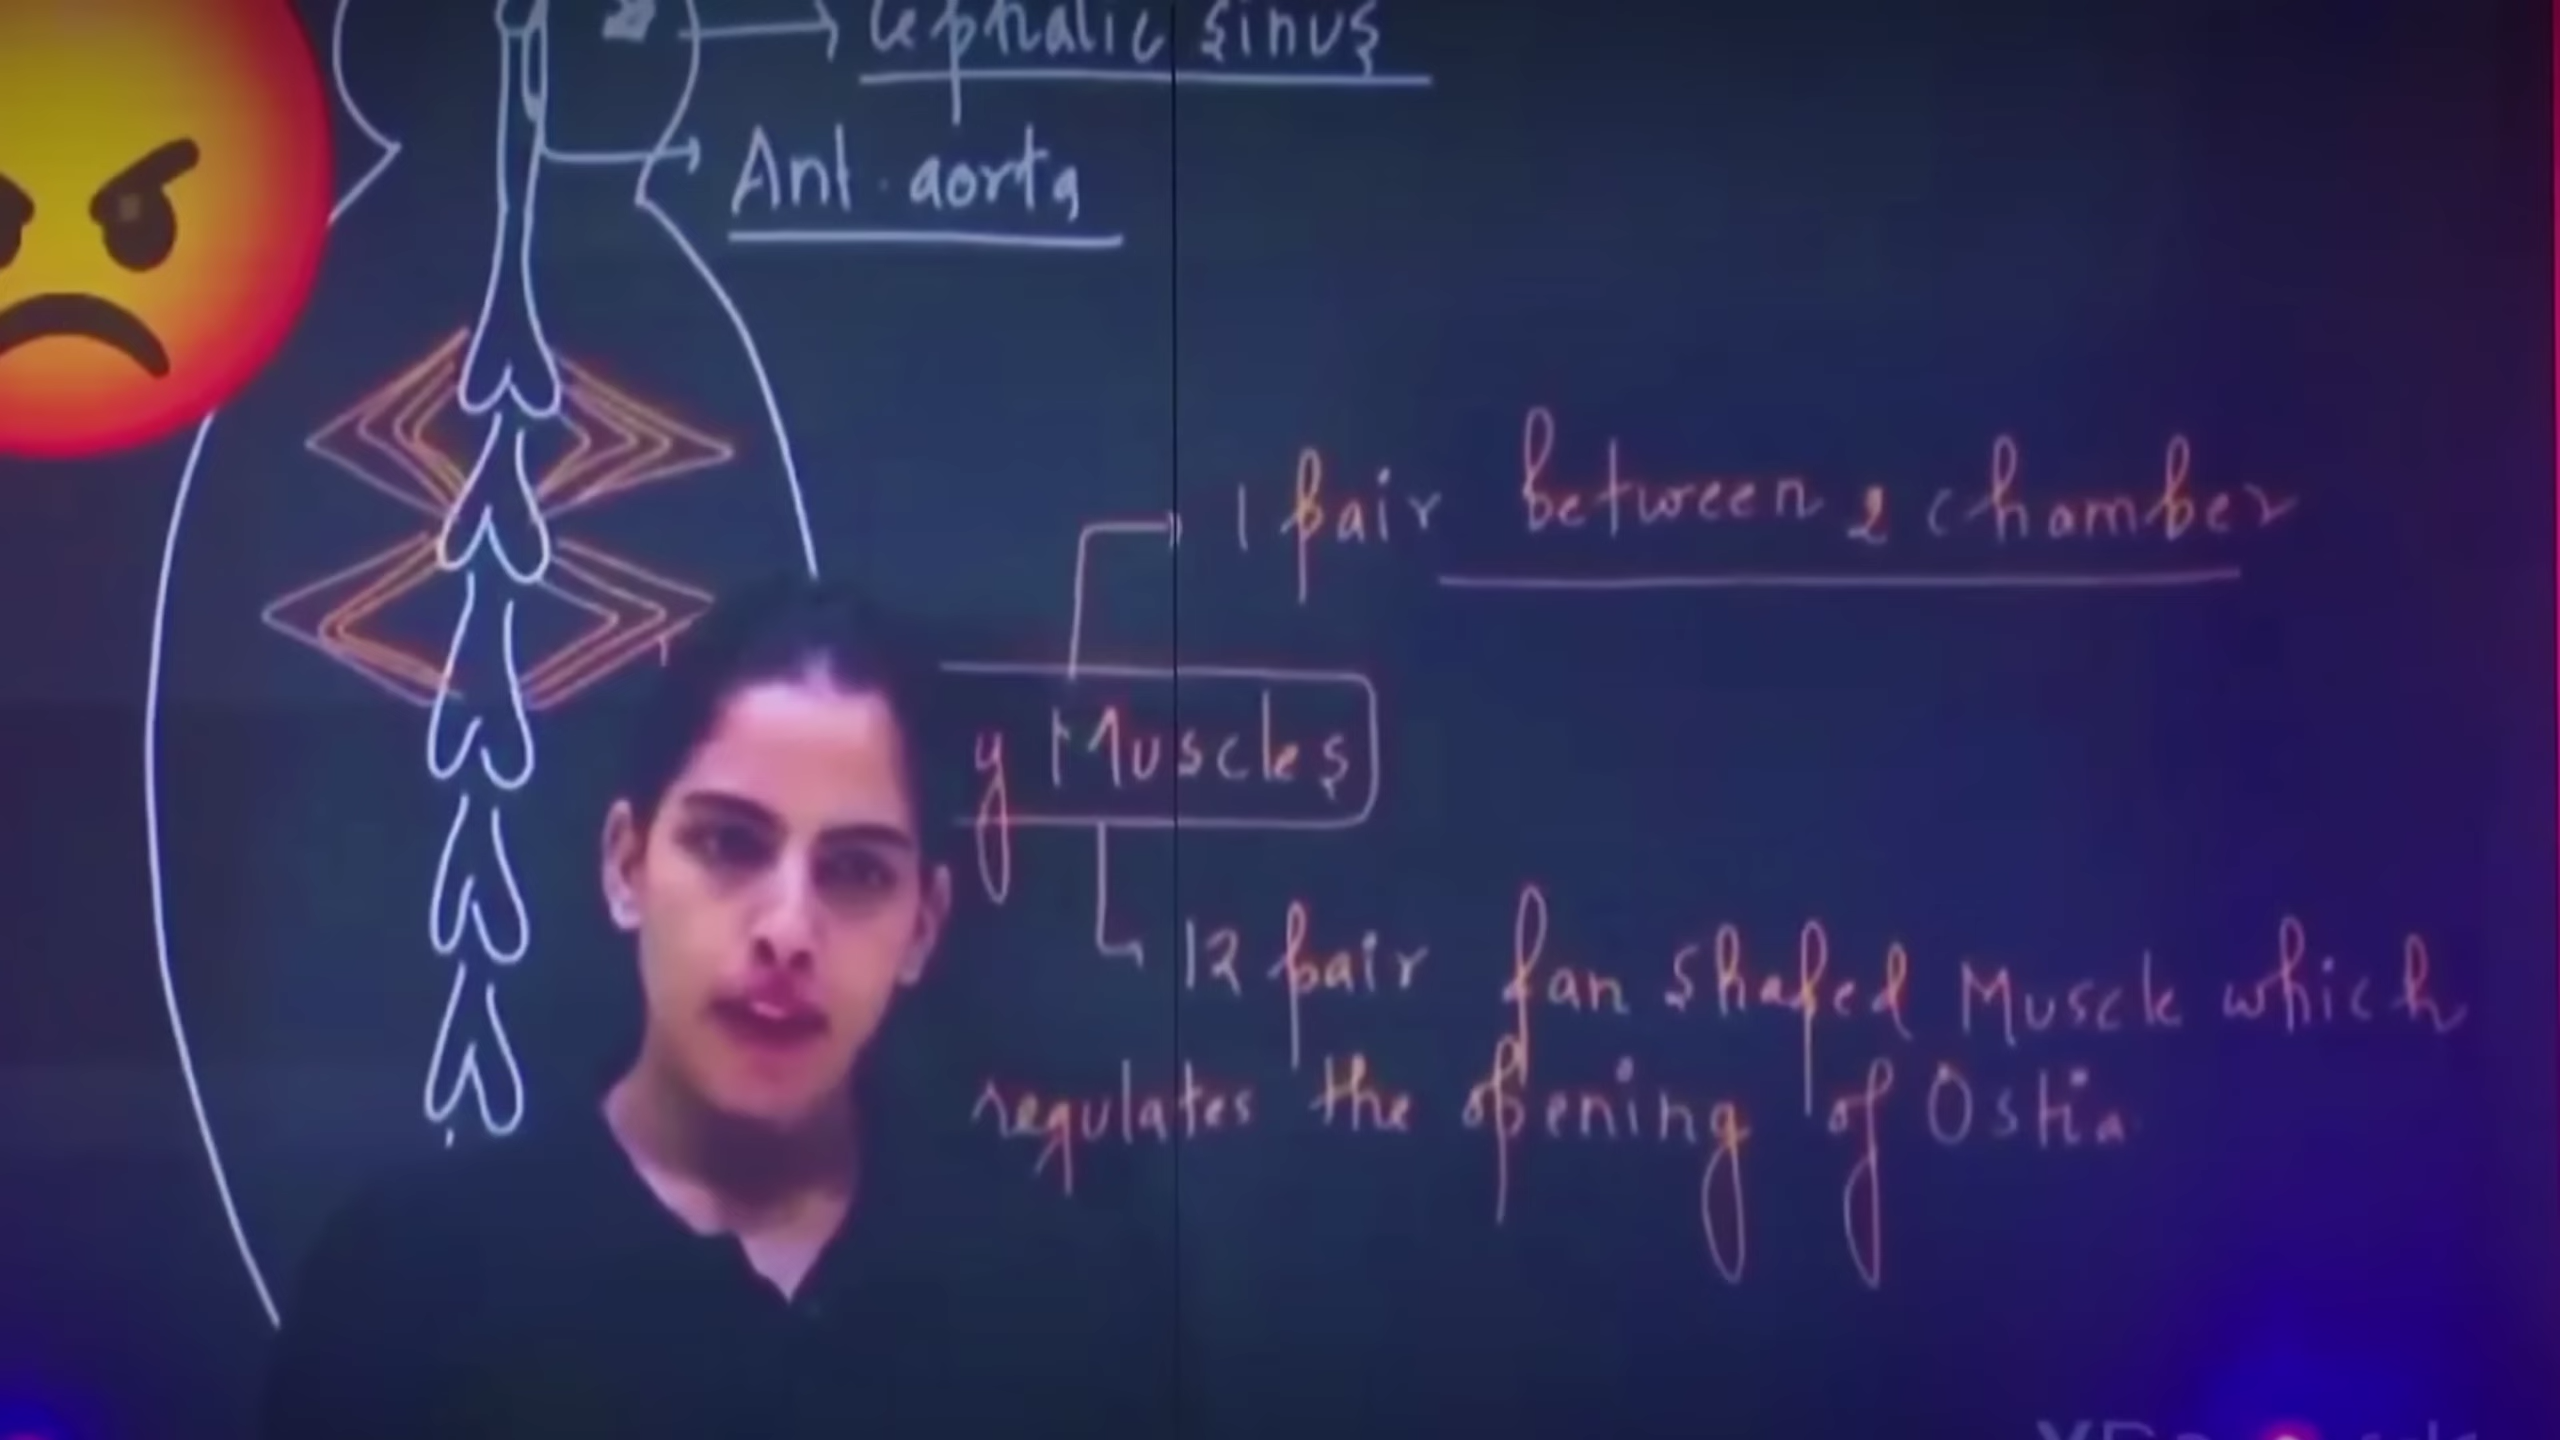 Cephalic sinus
Ant. aorta
1 pair between 2 chamber
y Muscles
12 pair fan shaped Muscle which
regulates the opening of Ostia